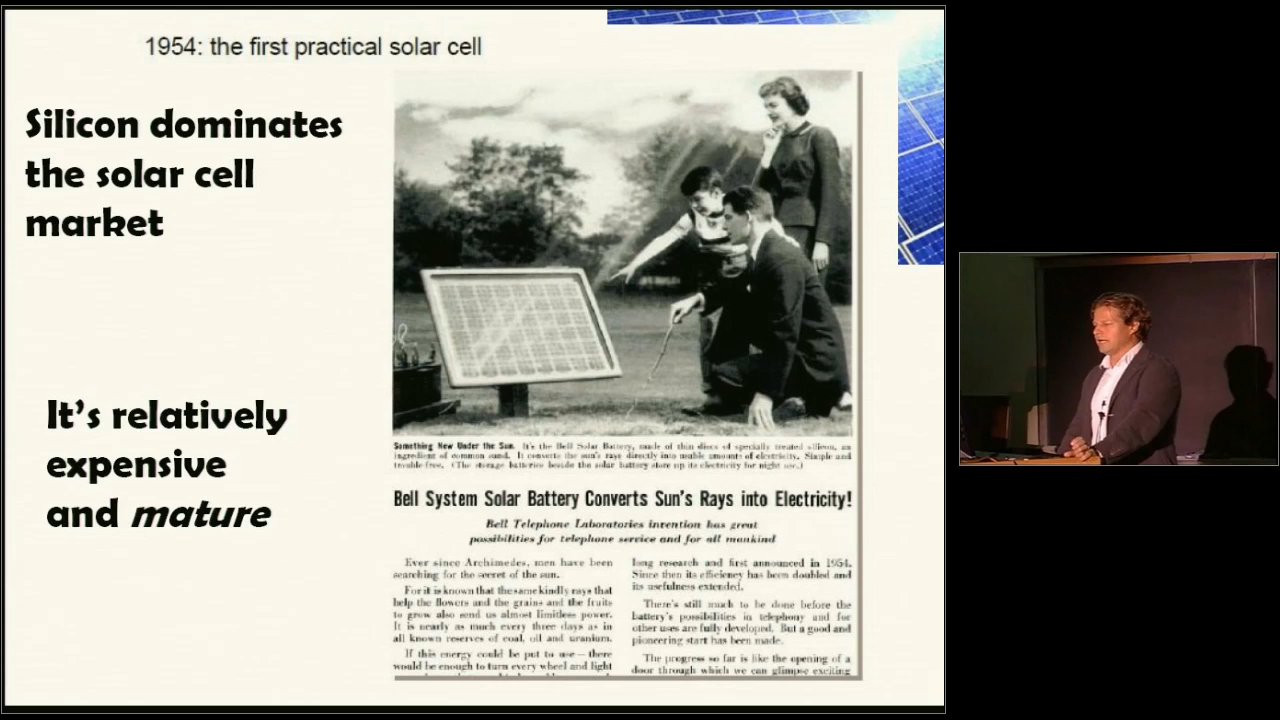 1954: the first practical solar cell
Silicon dominates
the solar cell
market
It's relatively
expensive
and mature
Something New Under the Sun. It's the Bell Solar Battery, made of thin discs of specially treated silicon, an
ingredient of common sand. It converts the sun's rays directly into usable amounts of electricity. Simple and
trouble-free. (The storage batteries beside the solar battery store up its electricity for night use.)
Bell System Solar Battery Converts Sun's Rays into Electricity!
Bell Telephone Laboratories invention has great
possibilities for telephone service and for all mankind
Ever since Archimedes, men have been
searching for the secret of the sun.
For it is known that the same kindly rays that
help the flowers and the grains and the fruits
to grow also send us almost limitless power.
It is nearly as much every three days as in
all known reserves of coal, oil and uranium.
If this energy could be put to use — there
would be enough to turn every wheel and light
long research and first announced in 1954.
Since then its efficiency has been doubled and
its usefulness extended.
There's still much to be done before the
battery's possibilities in telephony and for
other uses are fully developed. But a good and
pioneering start has been made.
The progress so far is like the opening of a
door through which we can glimpse exciting